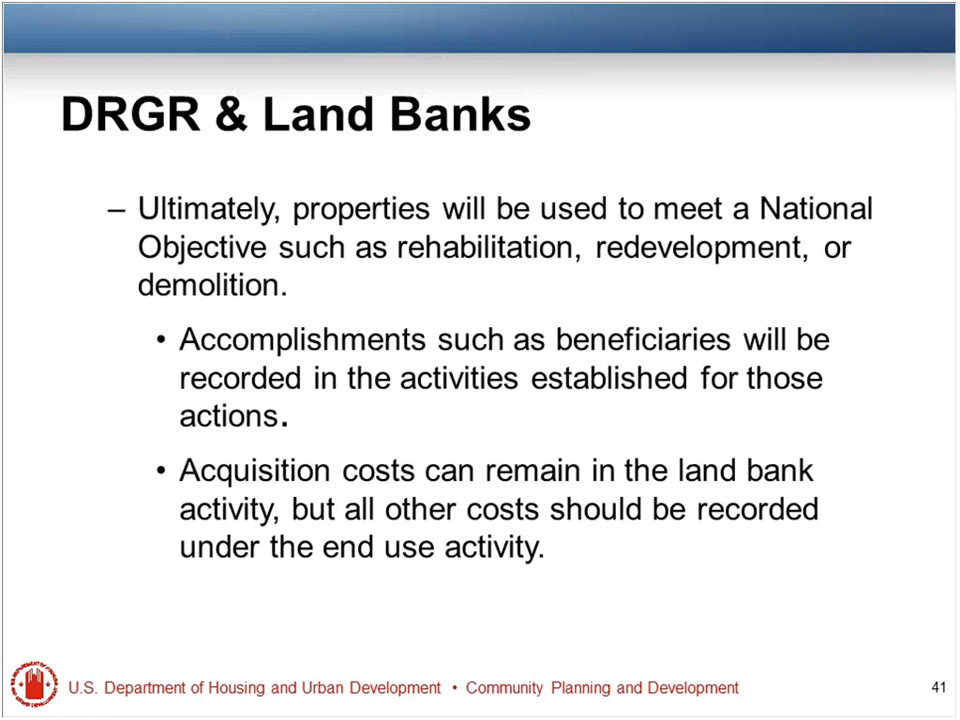 DRGR & Land Banks
– Ultimately, properties will be used to meet a National
Objective such as rehabilitation, redevelopment, or
demolition.
• Accomplishments such as beneficiaries will be
recorded in the activities established for those
actions.
• Acquisition costs can remain in the land bank
activity, but all other costs should be recorded
under the end use activity.
U.S. Department of Housing and Urban Development • Community Planning and Development
41